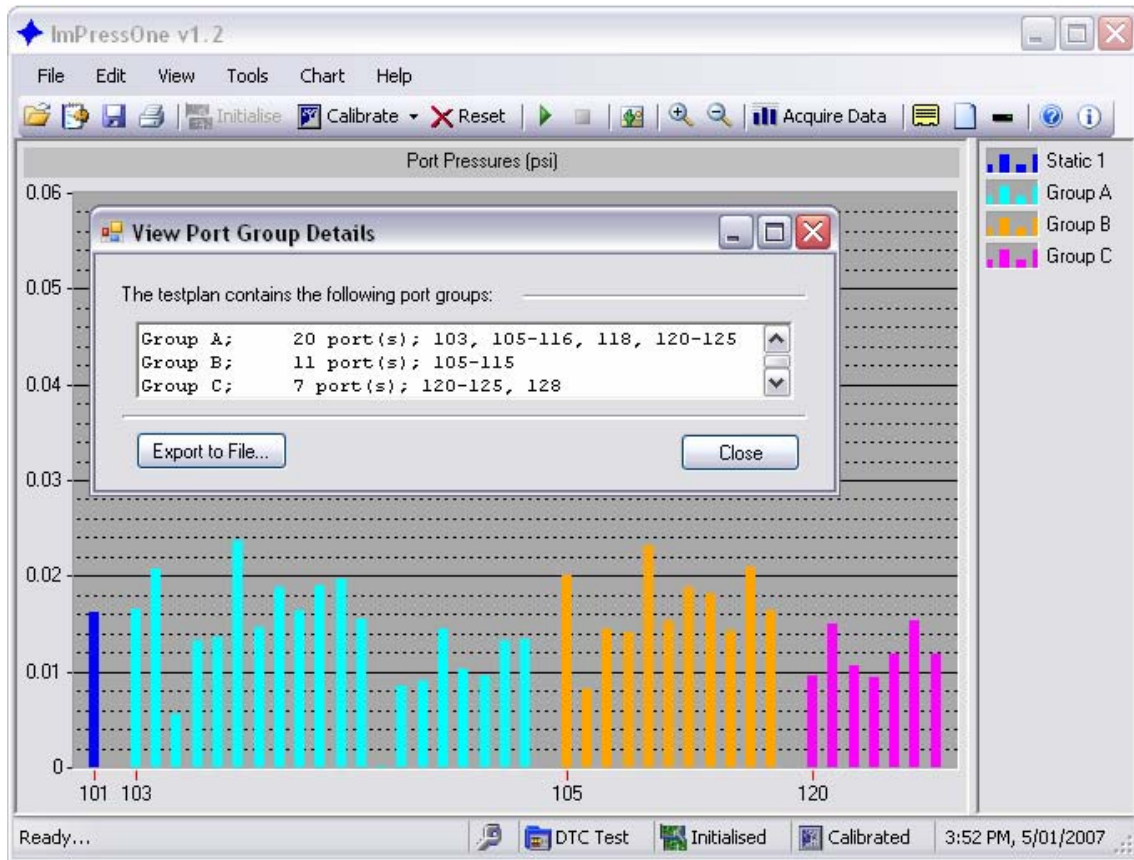 ImPressOne v1.2
File Edit View Tools Chart Help
Initialise Calibrate Reset Acquire Data
Port Pressures (psi)
Static 1
Group A
Group B
Group C
0.06
0.05
0.04
0.03
0.02
0.01
0
View Port Group Details
The testplan contains the following port groups:
Group A; 20 port(s); 103, 105-116, 118, 120-125
Group B; 11 port(s); 105-115
Group C; 7 port(s); 120-125, 128
Export to File... Close
101 103 105 120
Ready... DTC Test Initialised Calibrated 3:52 PM, 5/01/2007